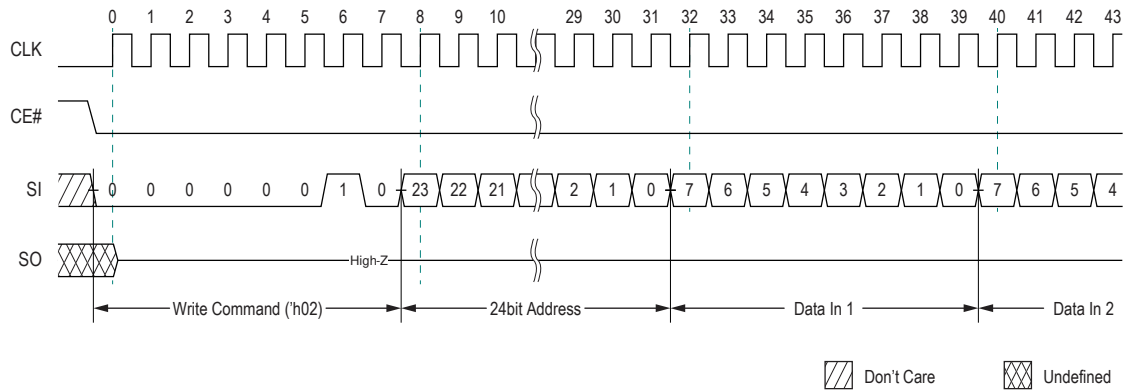 0 1 2 3 4 5 6 7 8 9 10 29 30 31 32 33 34 35 36 37 38 39 40 41 42 43
CLK
CE#
SI 0 0 0 0 0 0 1 0 23 22 21 2 1 0 7 6 5 4 3 2 1 0 7 6 5 4
SO High-Z
Write Command ('h02) 24bit Address Data In 1 Data In 2
Don't Care Undefined